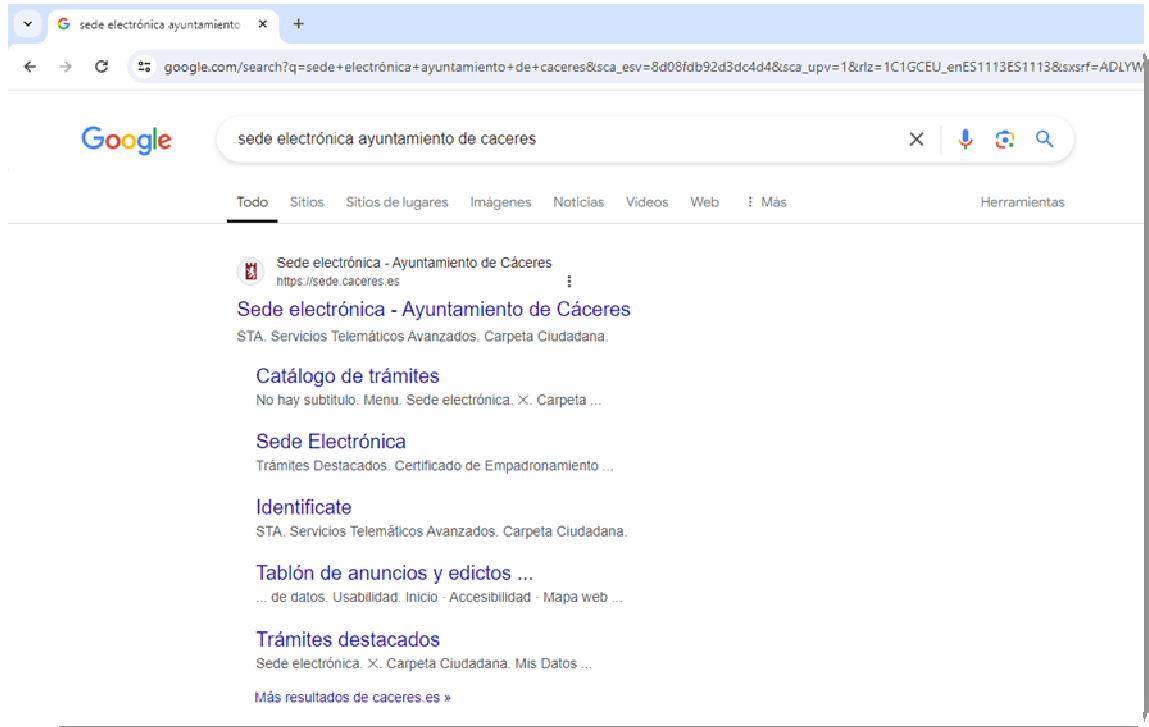 sede electrónica ayuntamiento
google.com/search?q=sede+electrónica+ayuntamiento+de+caceres&sca_esv=8d08fdb92d3dc4d4&sca_upv=1&rlz=1C1GCEU_enES1113ES1113&sxsrf=ADLYW
Google
sede electrónica ayuntamiento de caceres
Todo Sitios Sitios de lugares Imágenes Noticias Videos Web Más Herramientas
Sede electrónica - Ayuntamiento de Cáceres
https://sede.caceres.es
Sede electrónica - Ayuntamiento de Cáceres
STA. Servicios Telemáticos Avanzados. Carpeta Ciudadana.
Catálogo de trámites
No hay subtitulo. Menu. Sede electrónica. ✕. Carpeta ...
Sede Electrónica
Trámites Destacados. Certificado de Empadronamiento ...
Identificate
STA. Servicios Telemáticos Avanzados. Carpeta Ciudadana.
Tablón de anuncios y edictos ...
... de datos. Usabilidad. Inicio · Accesibilidad · Mapa web ...
Trámites destacados
Sede electrónica. ✕. Carpeta Ciudadana. Mis Datos ...
Más resultados de caceres.es »